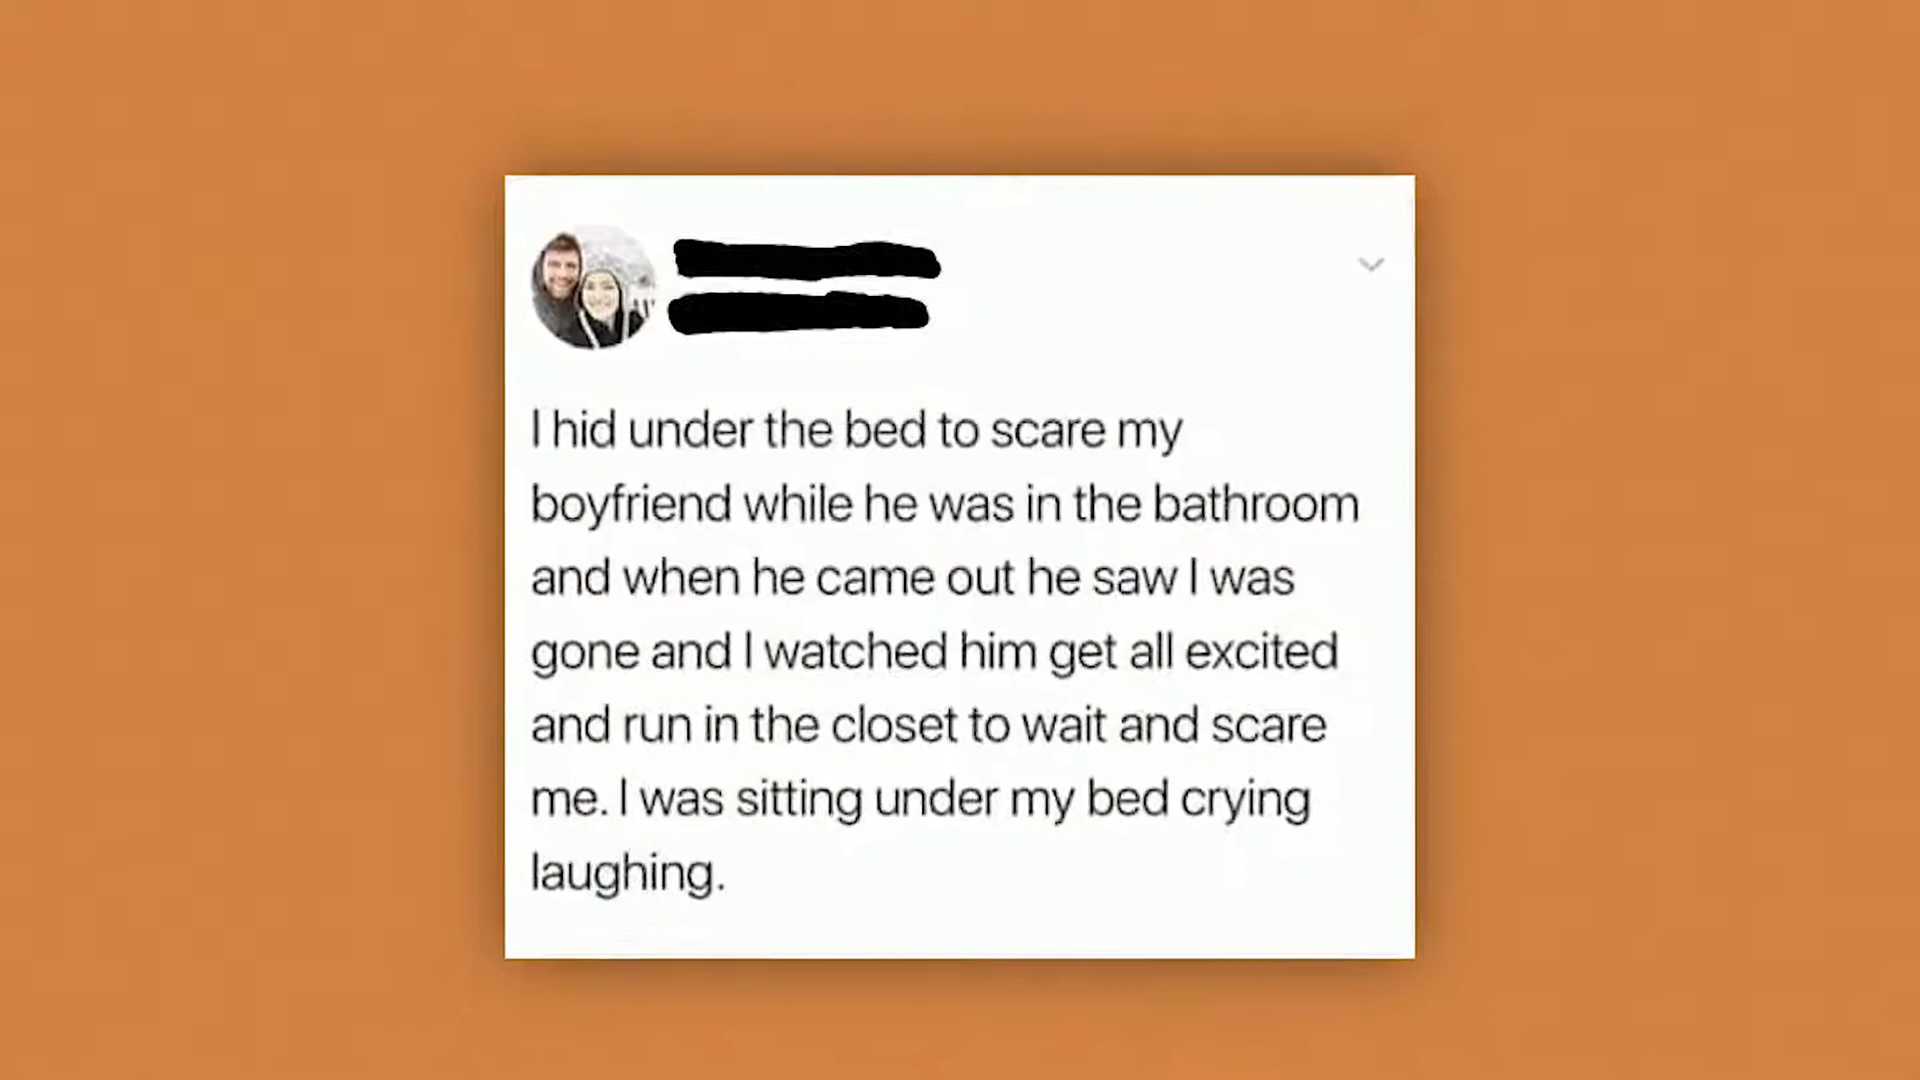 I hid under the bed to scare my
boyfriend while he was in the bathroom
and when he came out he saw I was
gone and I watched him get all excited
and run in the closet to wait and scare
me. I was sitting under my bed crying
laughing.